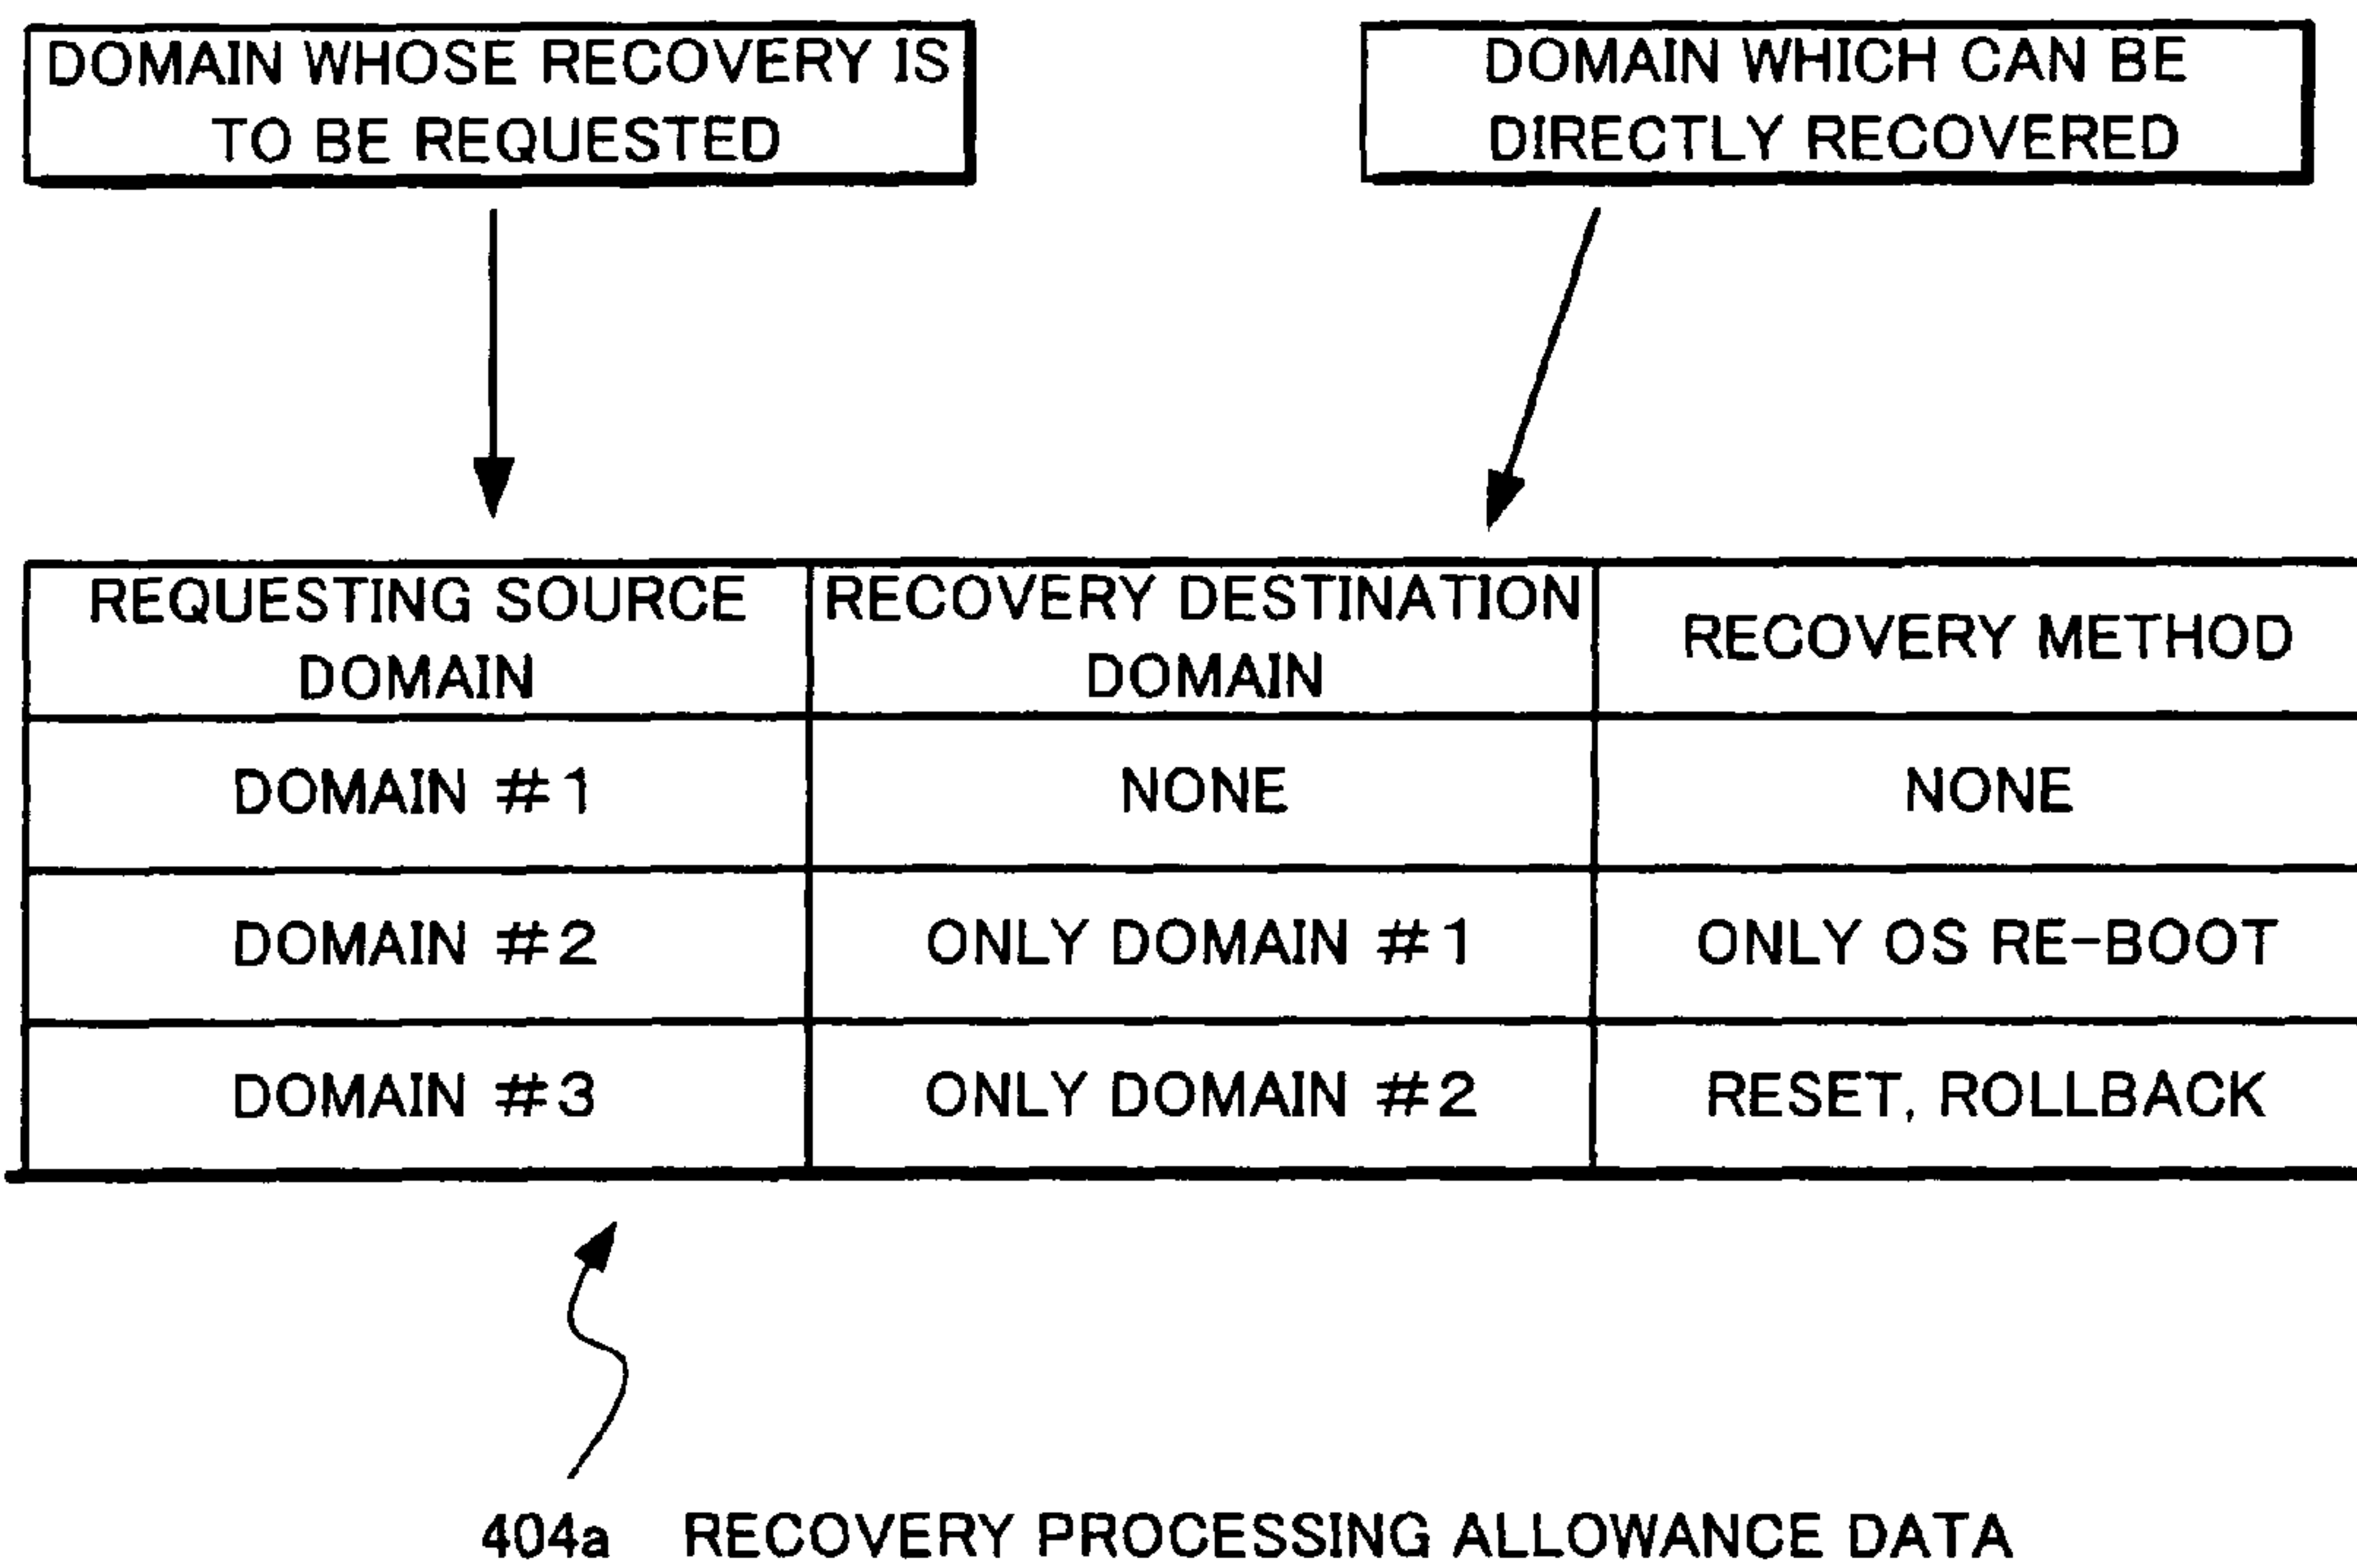 DOMAIN WHOSE RECOVERY IS
TO BE REQUESTED
DOMAIN WHICH CAN BE
DIRECTLY RECOVERED
REQUESTING SOURCE
DOMAIN
RECOVERY DESTINATION
DOMAIN
RECOVERY METHOD
DOMAIN #1
NONE
NONE
DOMAIN #2
ONLY DOMAIN #1
ONLY OS RE-BOOT
DOMAIN #3
ONLY DOMAIN #2
RESET, ROLLBACK
404a RECOVERY PROCESSING ALLOWANCE DATA